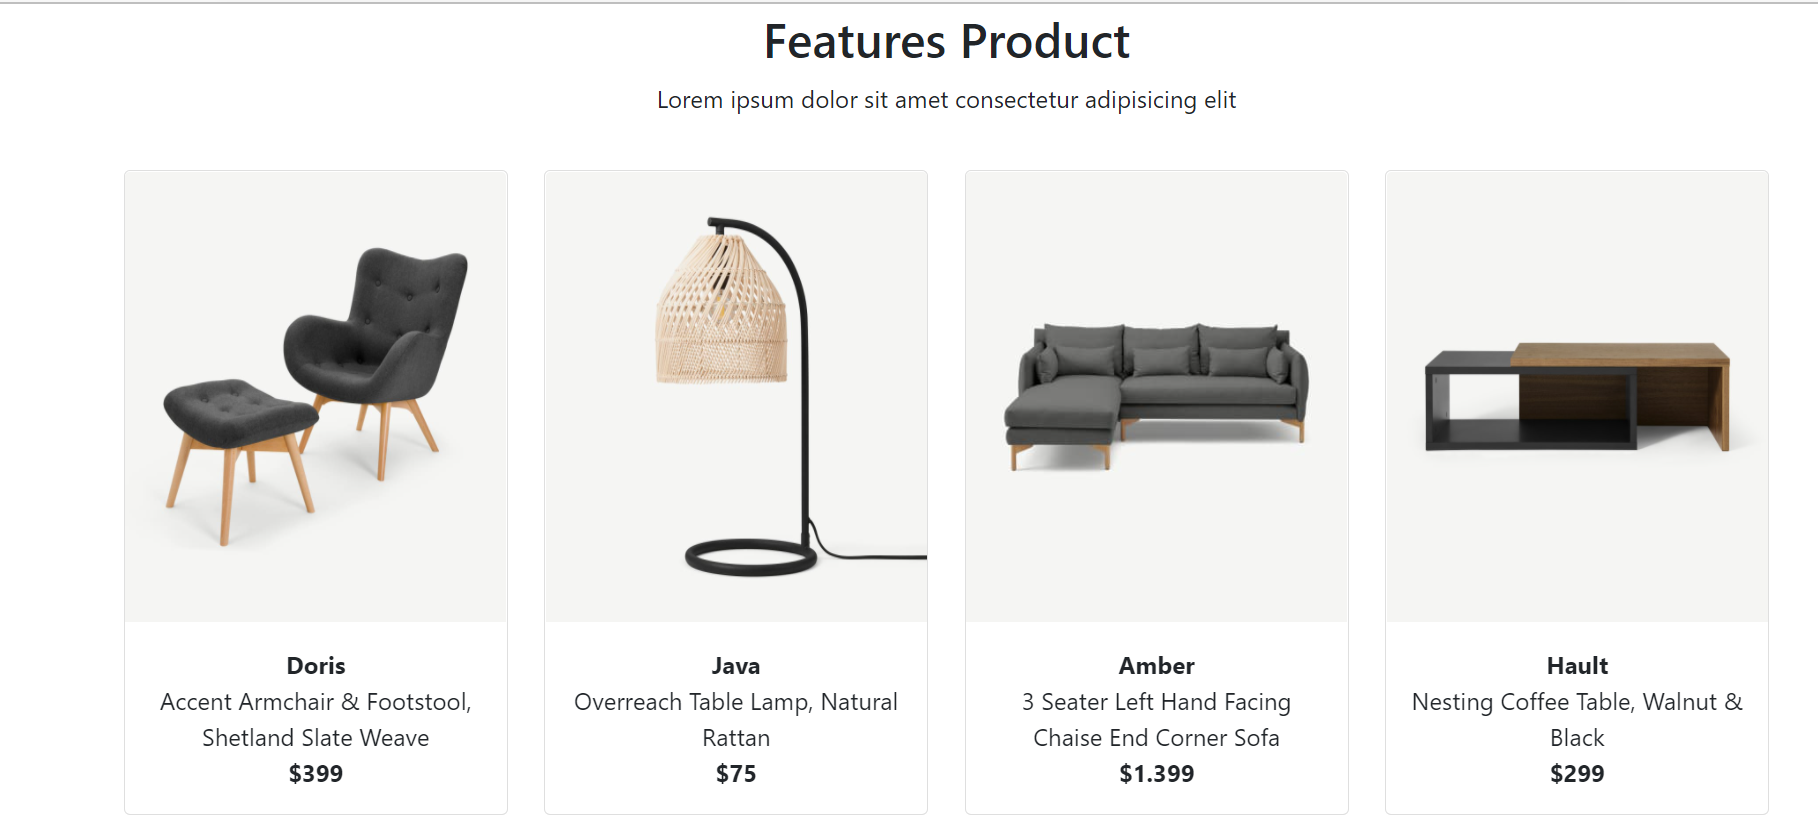 Features Product
Lorem ipsum dolor sit amet consectetur adipisicing elit
Doris
Accent Armchair & Footstool,
Shetland Slate Weave
$399
Java
Overreach Table Lamp, Natural
Rattan
$75
Amber
3 Seater Left Hand Facing
Chaise End Corner Sofa
$1.399
Hault
Nesting Coffee Table, Walnut &
Black
$299